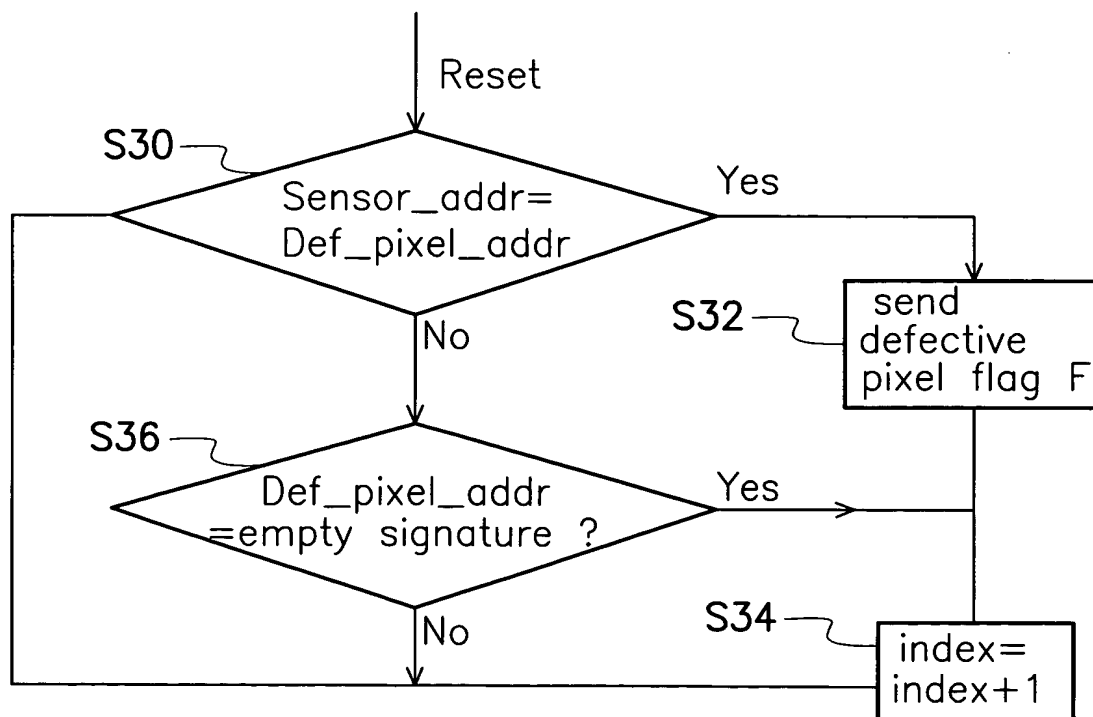 Reset
S30
Sensor_addr=
Def_pixel_addr
Yes
No
S32
send
defective
pixel flag F
S36
Def_pixel_addr
=empty signature ?
Yes
No
S34
index=
index+1